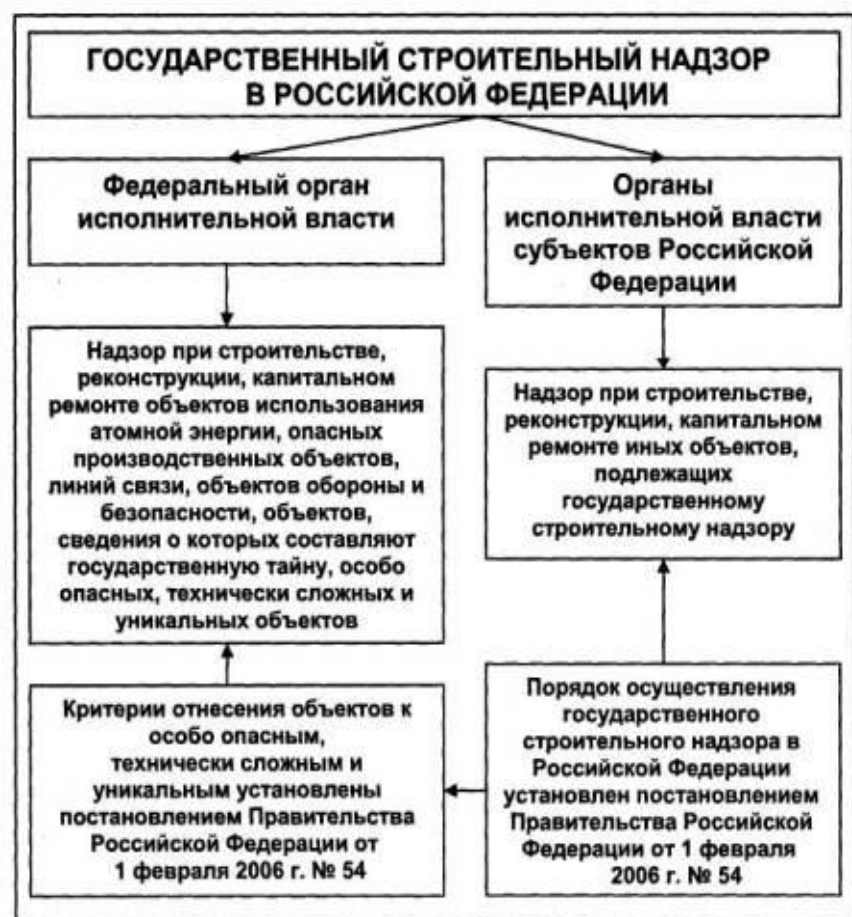 ГОСУДАРСТВЕННЫЙ СТРОИТЕЛЬНЫЙ НАДЗОР
В РОССИЙСКОЙ ФЕДЕРАЦИИ
Федеральный орган
исполнительной власти
Органы
исполнительной власти
субъектов Российской
Федерации
Надзор при строительстве,
реконструкции, капитальном
ремонте объектов использования
атомной энергии, опасных
производственных объектов,
линий связи, объектов обороны и
безопасности, объектов,
сведения о которых составляют
государственную тайну, особо
опасных, технически сложных и
уникальных объектов
Надзор при строительстве,
реконструкции, капитальном
ремонте иных объектов,
подлежащих
государственному
строительному надзору
Критерии отнесения объектов к
особо опасным,
технически сложным и
уникальным установлены
постановлением Правительства
Российской Федерации от
1 февраля 2006 г. № 54
Порядок осуществления
государственного
строительного надзора в
Российской Федерации
установлен постановлением
Правительства Российской
Федерации от 1 февраля
2006 г. № 54